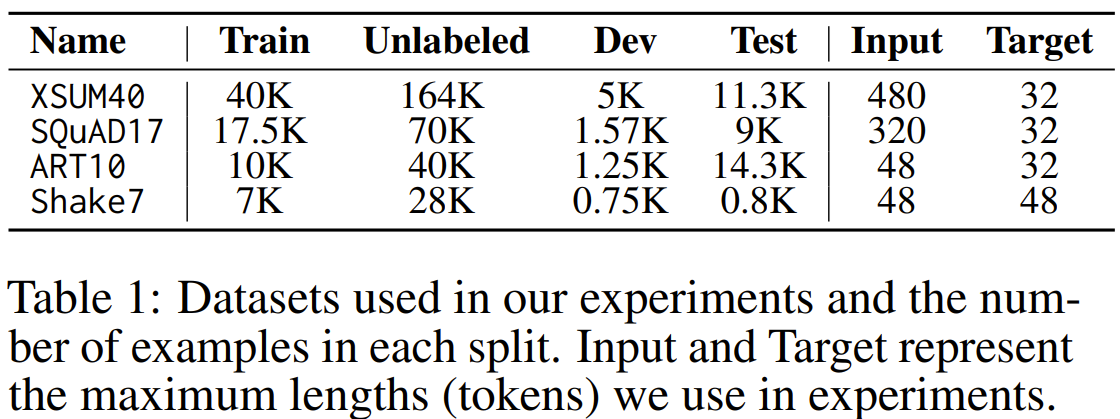 Name Train Unlabeled Dev Test Input Target
XSUM40 40K 164K 5K 11.3K 480 32
SQuAD17 17.5K 70K 1.57K 9K 320 32
ART10 10K 40K 1.25K 14.3K 48 32
Shake7 7K 28K 0.75K 0.8K 48 48
Table 1: Datasets used in our experiments and the num-
ber of examples in each split. Input and Target represent
the maximum lengths (tokens) we use in experiments.